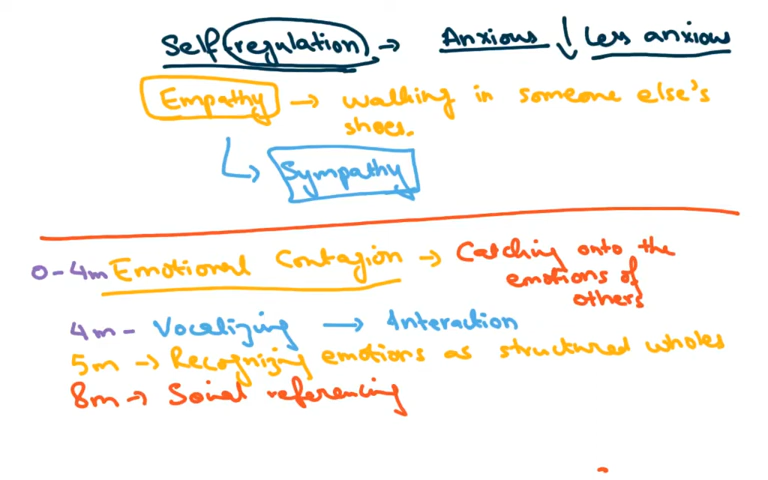 Self regulation → Anxious ↓ Less anxious
Empathy → walking in someone else's
shoes.
↳ Sympathy
0-4m Emotional Contagion → Catching onto the
emotions of
others
4m - Vocalizing → Interaction
5m → Recognizing emotions as structured wholes
8m → Social referencing